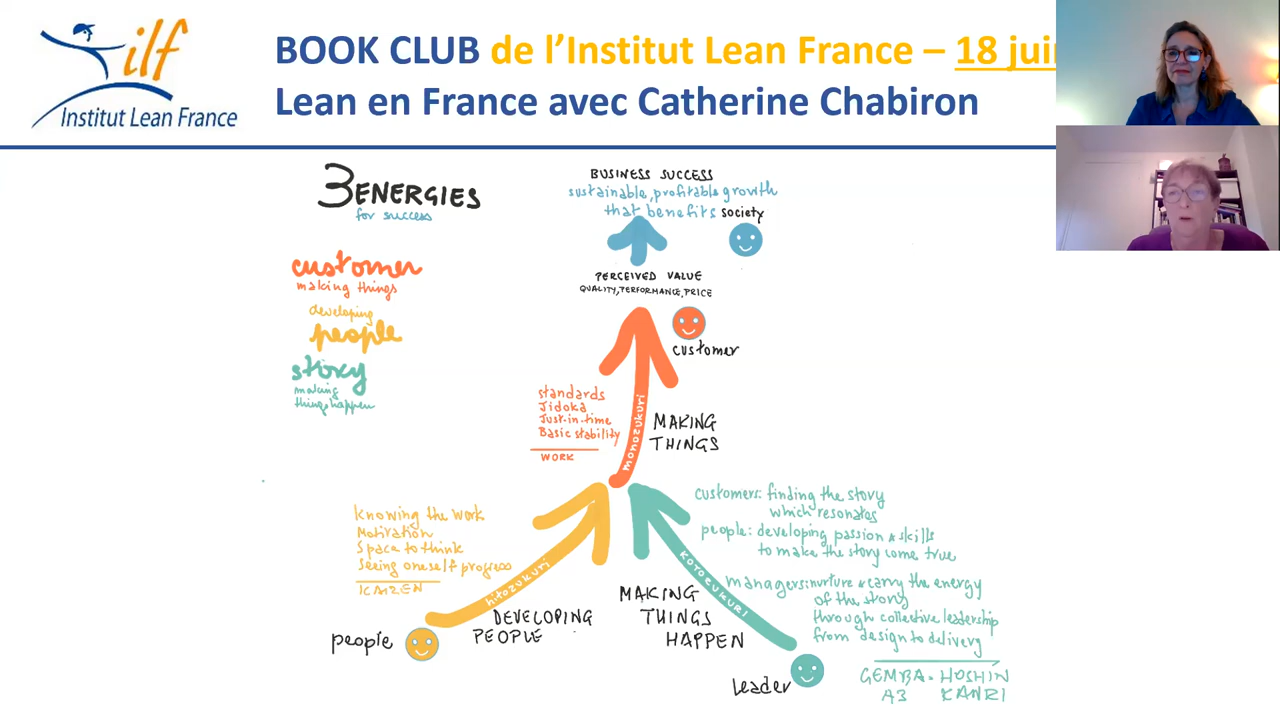 ilf
Institut Lean France
BOOK CLUB de l’Institut Lean France – 18 jui
Lean en France avec Catherine Chabiron
3 ENERGIES
for success
customer
making things
developing
people
story
making
things happen
BUSINESS SUCCESS
sustainable, profitable growth
that benefits society
PERCEIVED VALUE
QUALITY, PERFORMANCE, PRICE
customer
standards
Jidoka
Just-in-time
Basic stability
WORK
monozukuri
MAKING
THINGS
knowing the work
Motivation
Space to think
Seeing oneself progress
KAIZEN
hitozukuri
DEVELOPING
PEOPLE
people
customers: finding the story
which resonates
people: developing passion & skills
to make the story come true
managers: nurture & carry the energy
of the story
through collective leadership
from design to delivery
KOTOZUKURI
MAKING
THINGS
HAPPEN
leader
GEMBA - HOSHIN
A3 KANRI